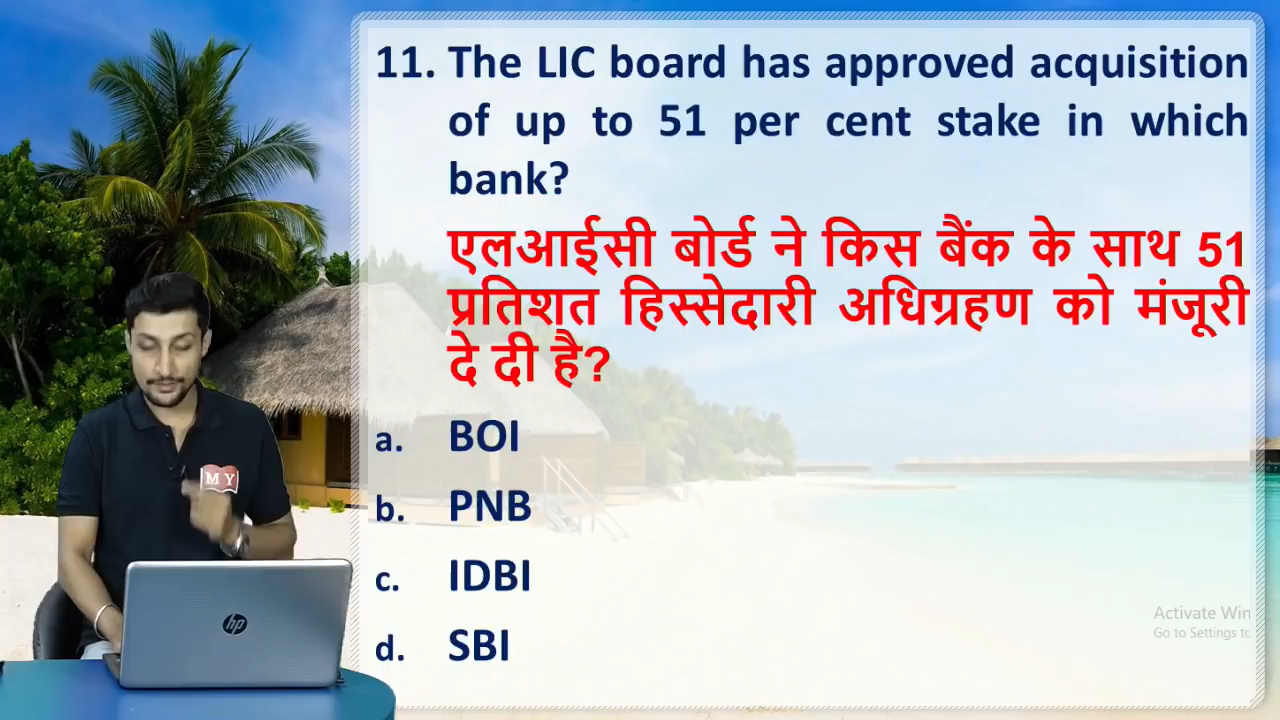 11. The LIC board has approved acquisition
of up to 51 per cent stake in which
bank?
एलआईसी बोर्ड ने किस बैंक के साथ 51
प्रतिशत हिस्सेदारी अधिग्रहण को मंजूरी
दे दी है?
a. BOI
b. PNB
c. IDBI
d. SBI
M Y
hp
Activate Win
Go to Settings to